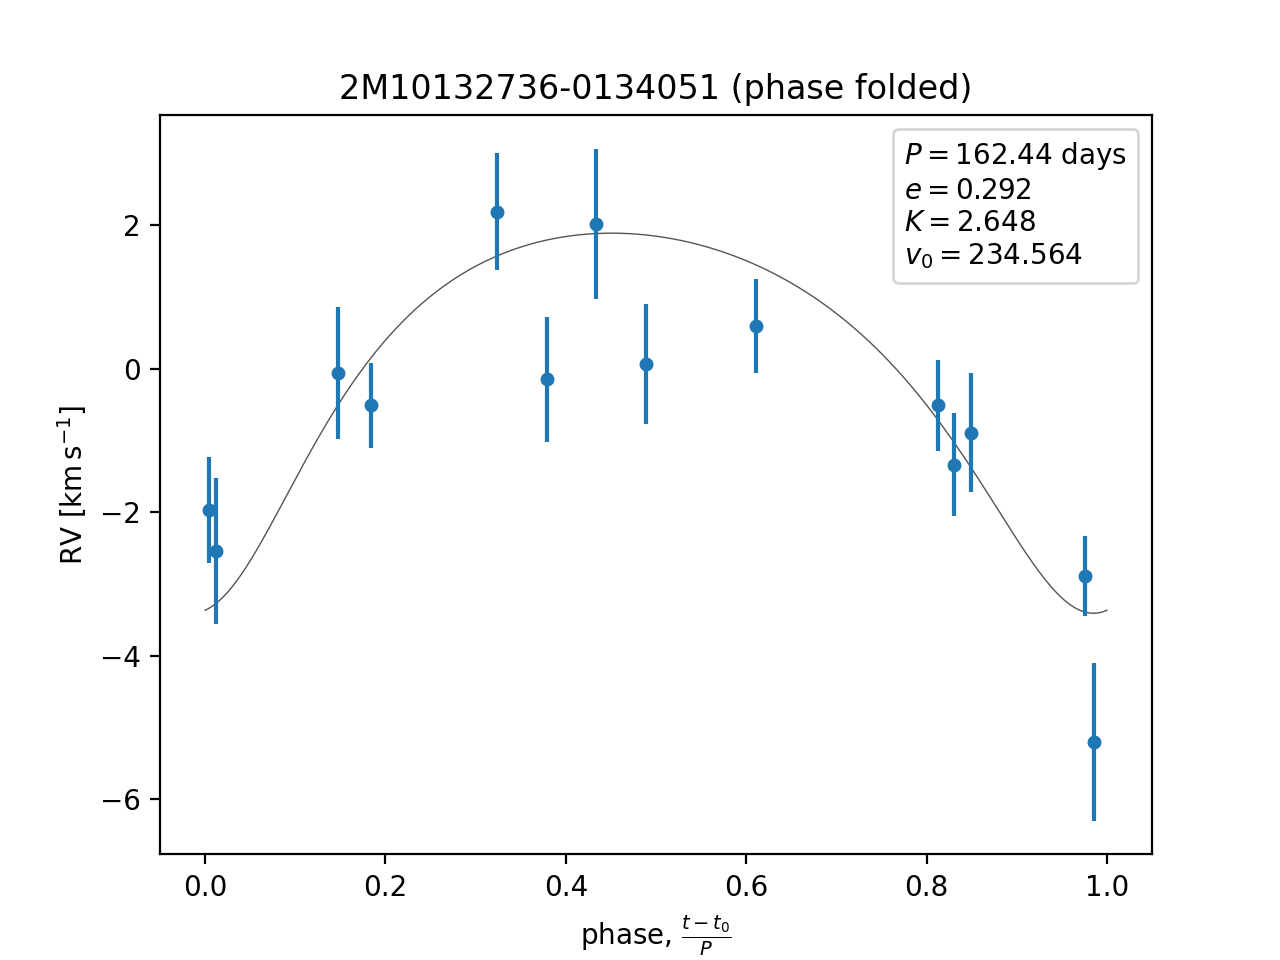 2M10132736-0134051 (phase folded)
P = 162.44 days
e = 0.292
K = 2.648
v₀ = 234.564
2
0
−2
−4
−6
RV [km s⁻¹]
0.0 0.2 0.4 0.6 0.8 1.0
phase, (t − t₀)/P